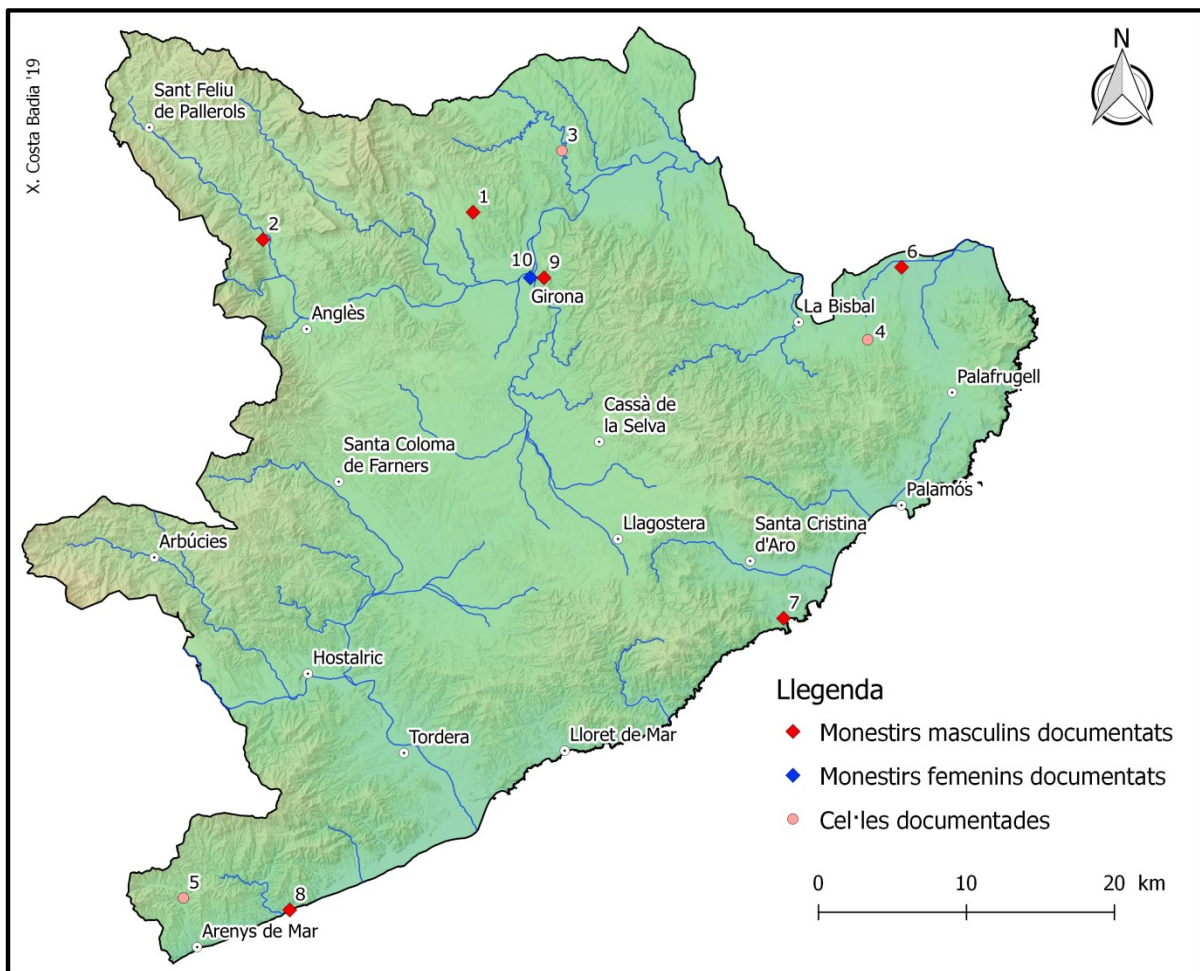 X. Costa Badia '19
N
Sant Feliu
de Pallerols
3
1
2
6
10
9
Girona
La Bisbal
Anglès
4
Palafrugell
Cassà de
la Selva
Santa Coloma
de Farners
Palamós
Llagostera
Santa Cristina
d'Aro
Arbúcies
7
Hostalric
Tordera
Lloret de Mar
5
8
Arenys de Mar
Llegenda
Monestirs masculins documentats
Monestirs femenins documentats
Cel·les documentades
0 10 20 km